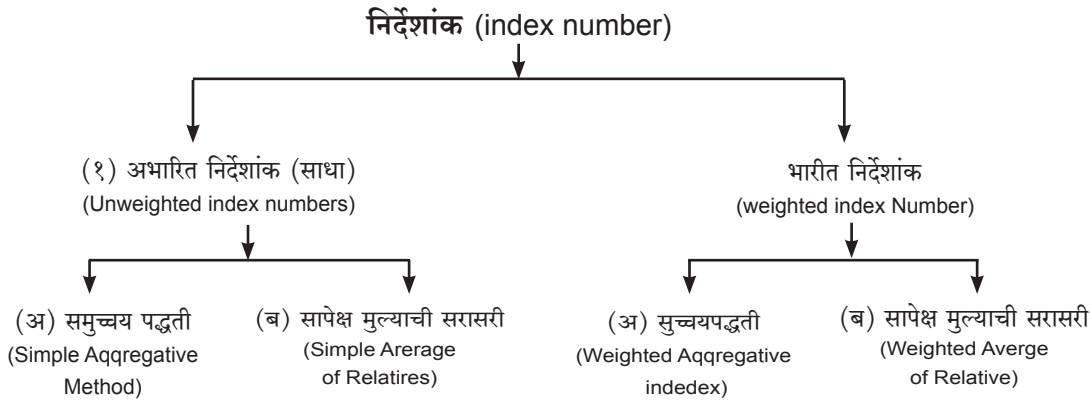 निर्देशांक (index number)
(१) अभारित निर्देशांक (साधा)
(Unweighted index numbers)
भारीत निर्देशांक
(weighted index Number)
(अ) समुच्चय पद्धती
(Simple Aqqregative
Method)
(ब) सापेक्ष मुल्याची सरासरी
(Simple Arerage
of Relatires)
(अ) सुच्चयपद्धती
(Weighted Aqqregative
indedex)
(ब) सापेक्ष मुल्याची सरासरी
(Weighted Averge
of Relative)